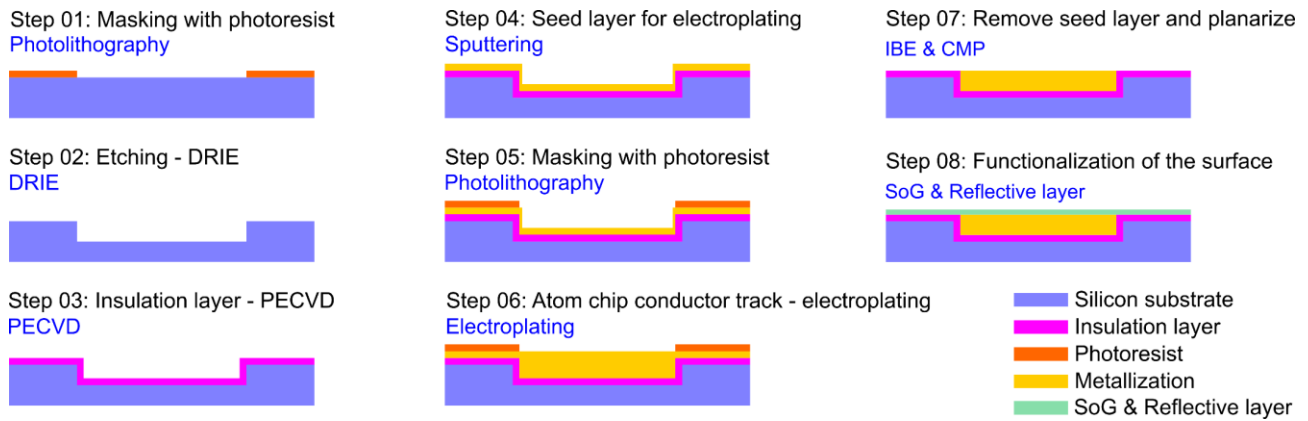 Step 01: Masking with photoresist
Photolithography
Step 02: Etching - DRIE
DRIE
Step 03: Insulation layer - PECVD
PECVD
Step 04: Seed layer for electroplating
Sputtering
Step 05: Masking with photoresist
Photolithography
Step 06: Atom chip conductor track - electroplating
Electroplating
Step 07: Remove seed layer and planarize
IBE & CMP
Step 08: Functionalization of the surface
SoG & Reflective layer
Silicon substrate
Insulation layer
Photoresist
Metallization
SoG & Reflective layer